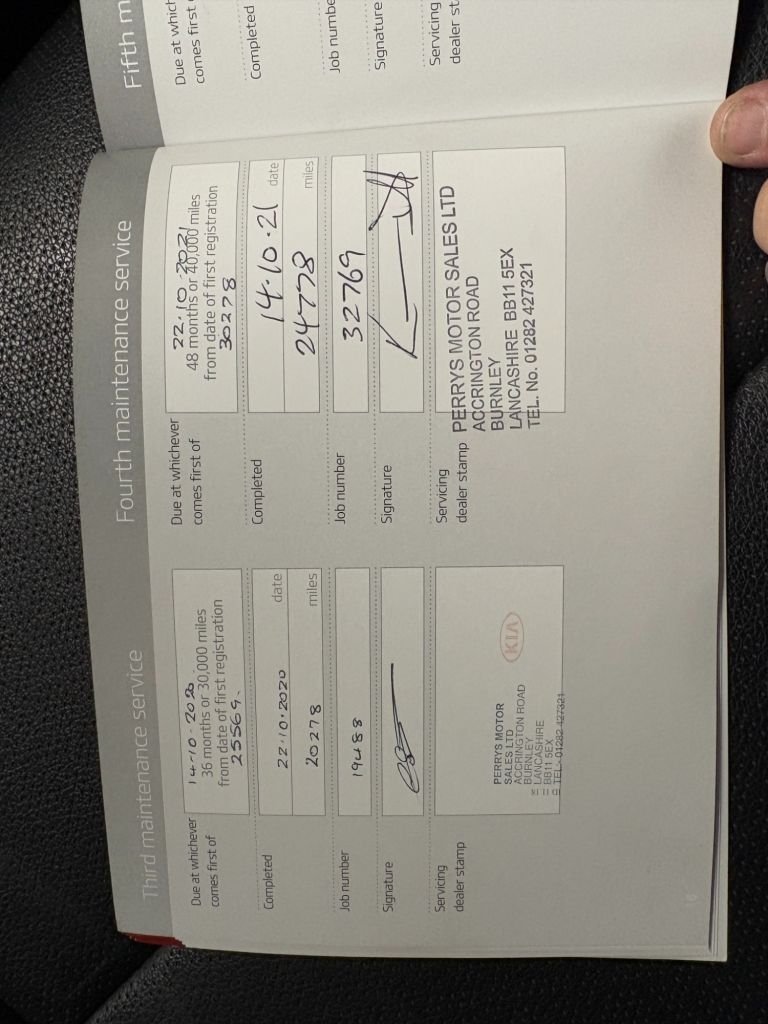 Third maintenance service
Due at whichever
comes first of
14-10-2020.
36 months or 30,000 miles
from date of first registration
25569.
Completed
22.10.2020 date
20278 miles
Job number
19488
Signature
Servicing
dealer stamp
PERRYS MOTOR
SALES LTD
ACCRINGTON ROAD
BURNLEY
LANCASHIRE
BB11 5EX
TEL: 01282 427321
KIA
Fourth maintenance service
Due at whichever
comes first of
22.10.2021
48 months or 40,000 miles
from date of first registration
30278
Completed
14.10.21 date
24778 miles
Job number
32769
Signature
Servicing
dealer stamp
PERRYS MOTOR SALES LTD
ACCRINGTON ROAD
BURNLEY
LANCASHIRE BB11 5EX
TEL. No. 01282 427321
Fifth m
Due at which
comes first
Completed
Job numbe
Signature
Servicing
dealer st